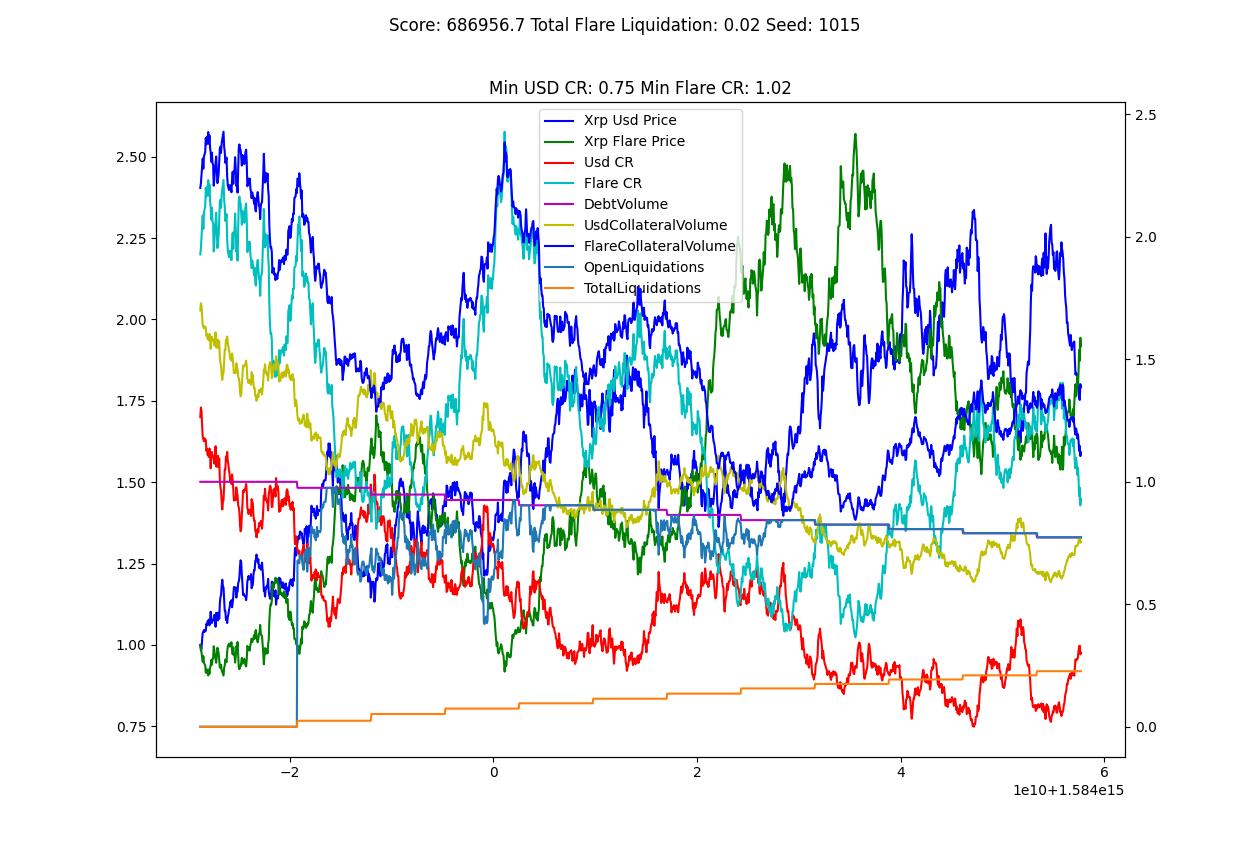 Score: 686956.7 Total Flare Liquidation: 0.02 Seed: 1015
Min USD CR: 0.75 Min Flare CR: 1.02
Xrp Usd Price
Xrp Flare Price
Usd CR
Flare CR
DebtVolume
UsdCollateralVolume
FlareCollateralVolume
OpenLiquidations
TotalLiquidations
2.50
2.25
2.00
1.75
1.50
1.25
1.00
0.75
2.5
2.0
1.5
1.0
0.5
0.0
−2 0 2 4 6
1e10+1.584e15